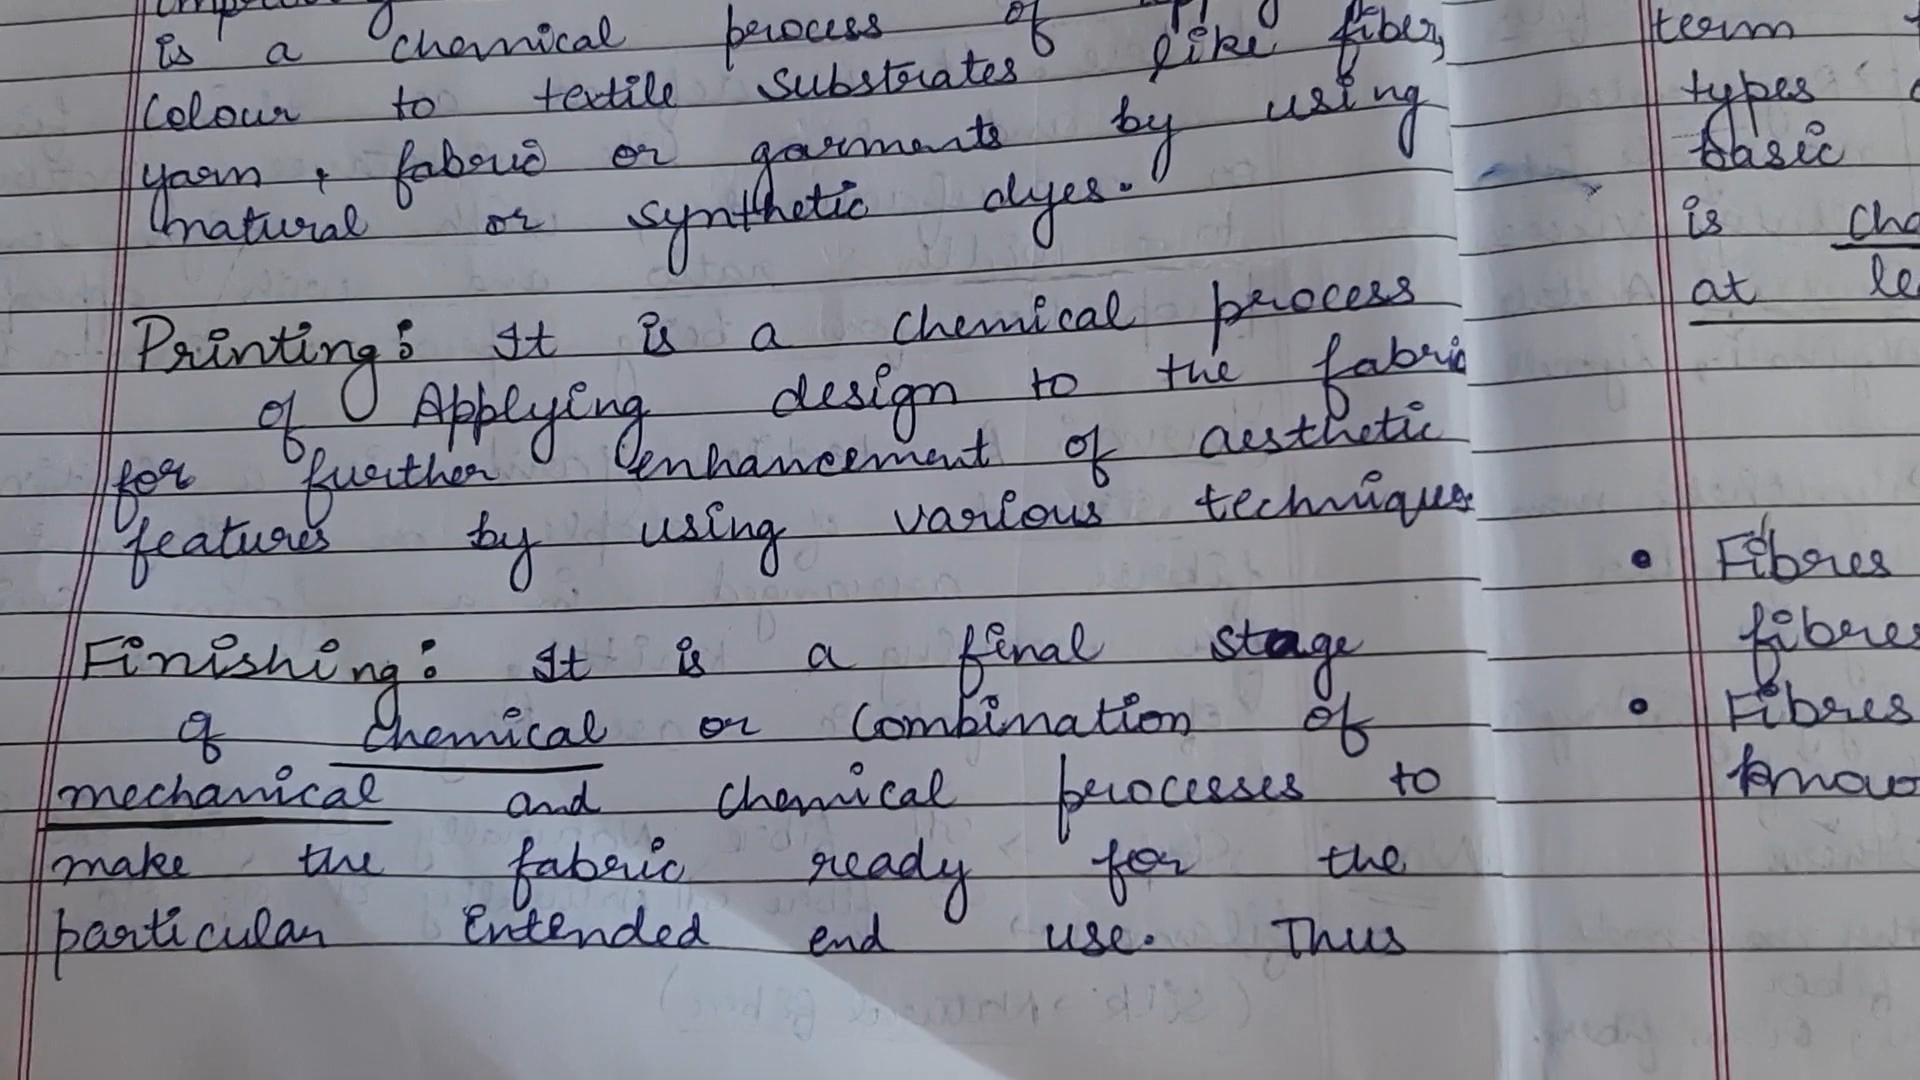 is a chemical process of
colour to textile substrates like fiber,
yarn, fabric or garments by using
natural or synthetic dyes.
Printing: It is a chemical process
of Applying design to the fabric
for further enhancement of aesthetic
features by using various techniques
Finishing: It is a final stage
of chemical or combination of
mechanical and chemical processes to
make the fabric ready for the
particular intended end use. Thus
term
types
basic
is
at
• Fibres
fibres
• Fibres